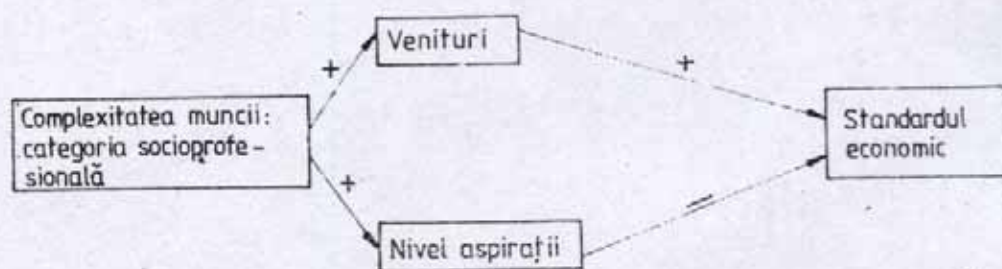 Venituri
+
+
Complexitatea muncii:
categoria socioprofe-
sională
Standardul
economic
+
−
Nivel aspirații